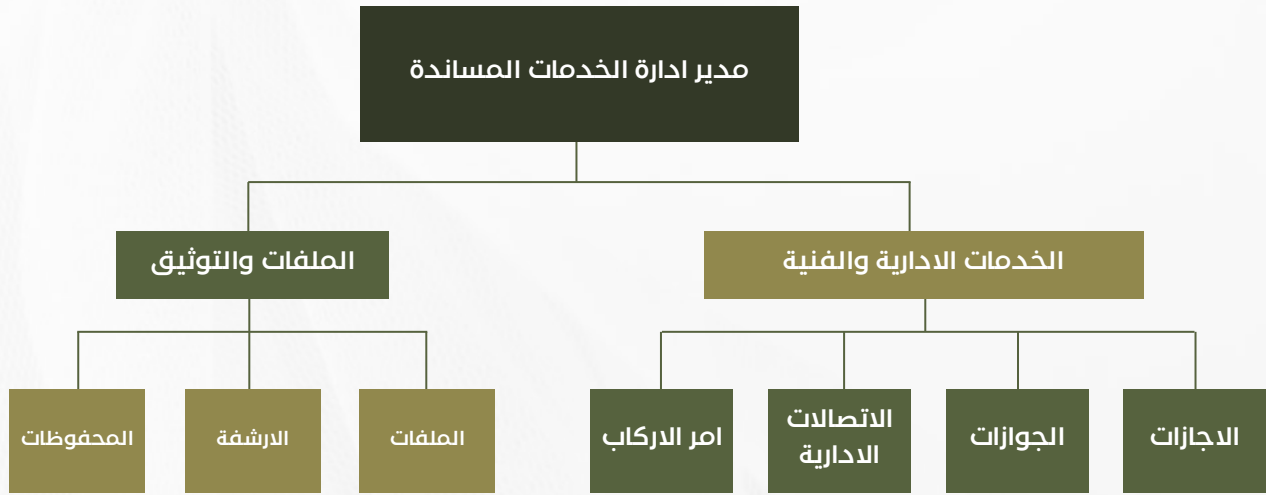 مدير ادارة الخدمات المساندة
الخدمات الادارية والفنية
الملفات والتوثيق
الاجازات
الجوازات
الاتصالات
الادارية
امر الاركاب
الملفات
الارشفة
المحفوظات